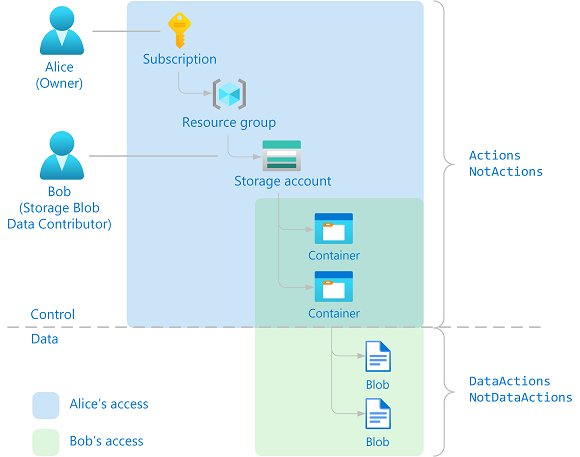 Alice
(Owner)
Subscription
Resource group
Bob
(Storage Blob
Data Contributor)
Storage account
Actions
NotActions
Container
Container
Control
Data
Blob
Blob
DataActions
NotDataActions
Alice's access
Bob's access